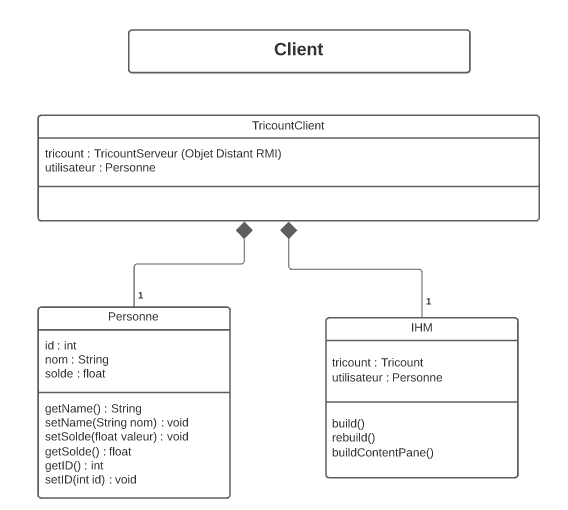 Client
TricountClient
tricount : TricountServeur (Objet Distant RMI)
utilisateur : Personne
1
1
Personne
id : int
nom : String
solde : float
getName() : String
setName(String nom) : void
setSolde(float valeur) : void
getSolde() : float
getID() : int
setID(int id) : void
IHM
tricount : Tricount
utilisateur : Personne
build()
rebuild()
buildContentPane()